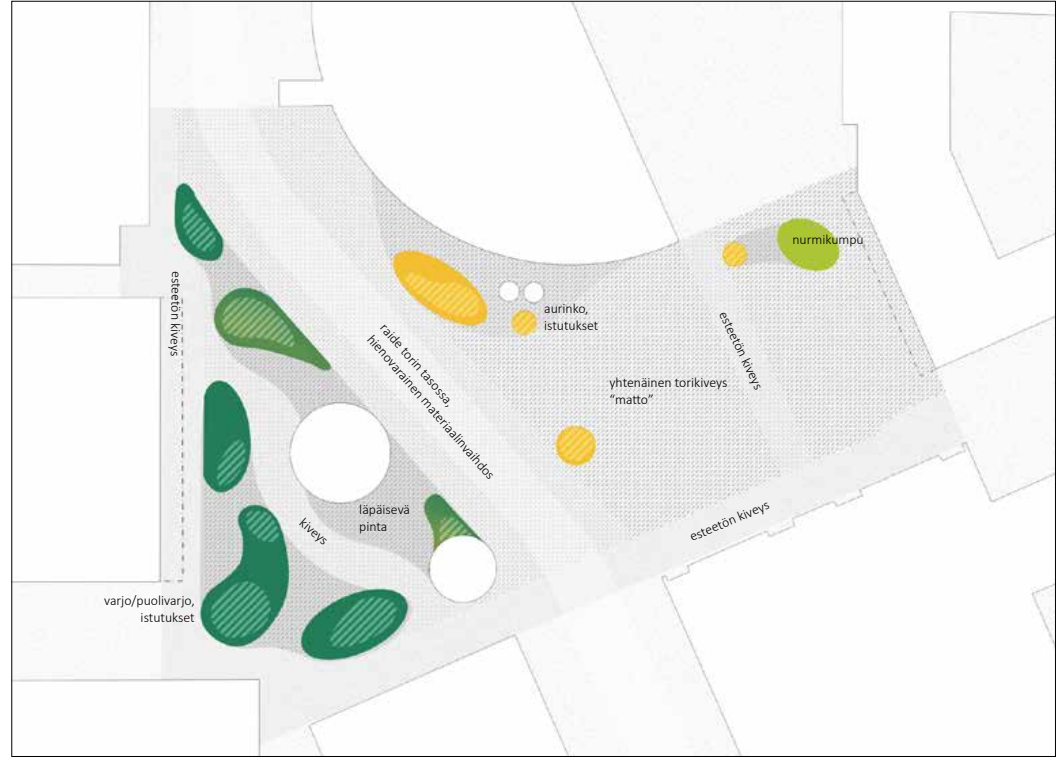 nurmikumpu
esteetön kiveys
aurinko,
istutukset
raide torin tasossa,
hienovarainen materiaalinvaihdos
esteetön kiveys
yhtenäinen torikiveys
“matto”
läpäisevä
pinta
kiveys
esteetön kiveys
varjo/puolivarjo,
istutukset